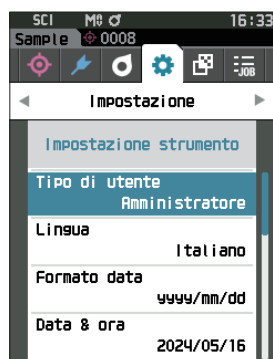 SCI M0 16:33
Sample 0008
JOB
Impostazione
Impostazione strumento
Tipo di utente
Amministratore
Lingua
Italiano
Formato data
yyyy/mm/dd
Data & ora
2024/05/16